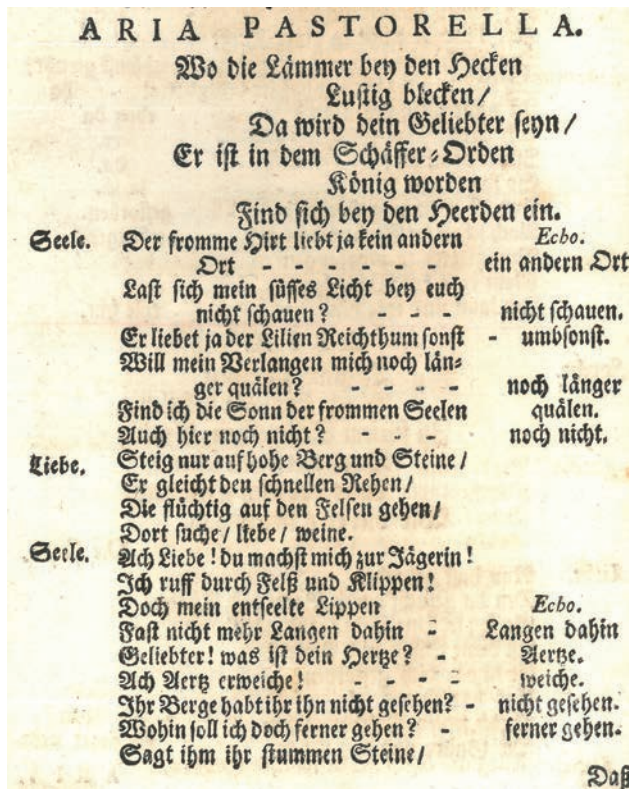 ARIA PASTORELLA.
Wo die Lämmer bey den Hecken
Lustig blecken/
Da wird dein Geliebter seyn/
Er ist in dem Schäffer-Orden
König worden
Find sich bey den Heerden ein.
Seele. Der fromme Hirt liebt ja kein andern Echo.
Ort - - - - - - ein andern Ort
Last sich mein süsses Licht bey euch
nicht schauen? - - - nicht schauen.
Er liebet ja der Lilien Reichthum sonst - umbsonst.
Will mein Verlangen mich noch län-
ger quälen? - - - - noch länger
Find ich die Sonn der frommen Seelen quälen.
Auch hier noch nicht? - - - noch nicht.
Liebe. Steig nur auf hohe Berg und Steine/
Er gleicht den schnellen Rehen/
Die flüchtig auf den Felsen gehen/
Dort suche/ liebe/ weine.
Seele. Ach Liebe! du machst mich zur Jägerin!
Ich ruff durch Felß und Klippen!
Doch mein entseelte Lippen Echo.
Fast nicht mehr Langen dahin - Langen dahin
Geliebter! was ist dein Hertze? - Aertze.
Ach Aertz erweiche! - - - - weiche.
Ihr Berge habt ihr ihn nicht gesehen? - nicht gesehen.
Wohin soll ich doch ferner gehen? - ferner gehen.
Sagt ihm ihr stummen Steine/
Daß